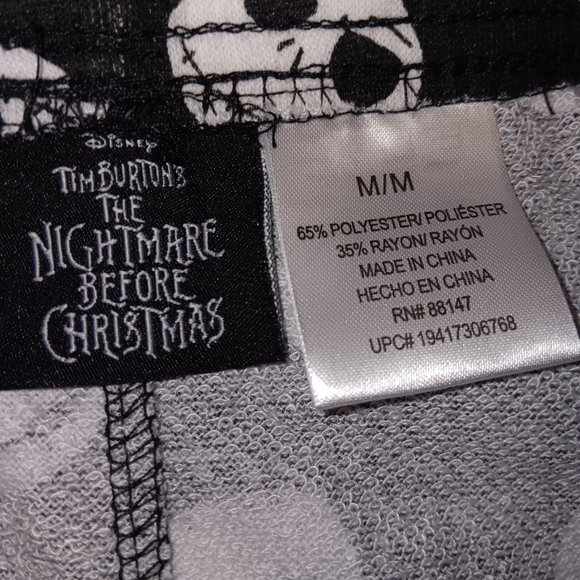 Disney
TIM BURTON'S
THE
NIGHTMARE
BEFORE
CHRISTMAS
M/M
65% POLYESTER/ POLIÉSTER
35% RAYON/ RAYÓN
MADE IN CHINA
HECHO EN CHINA
RN# 88147
UPC# 19417306768